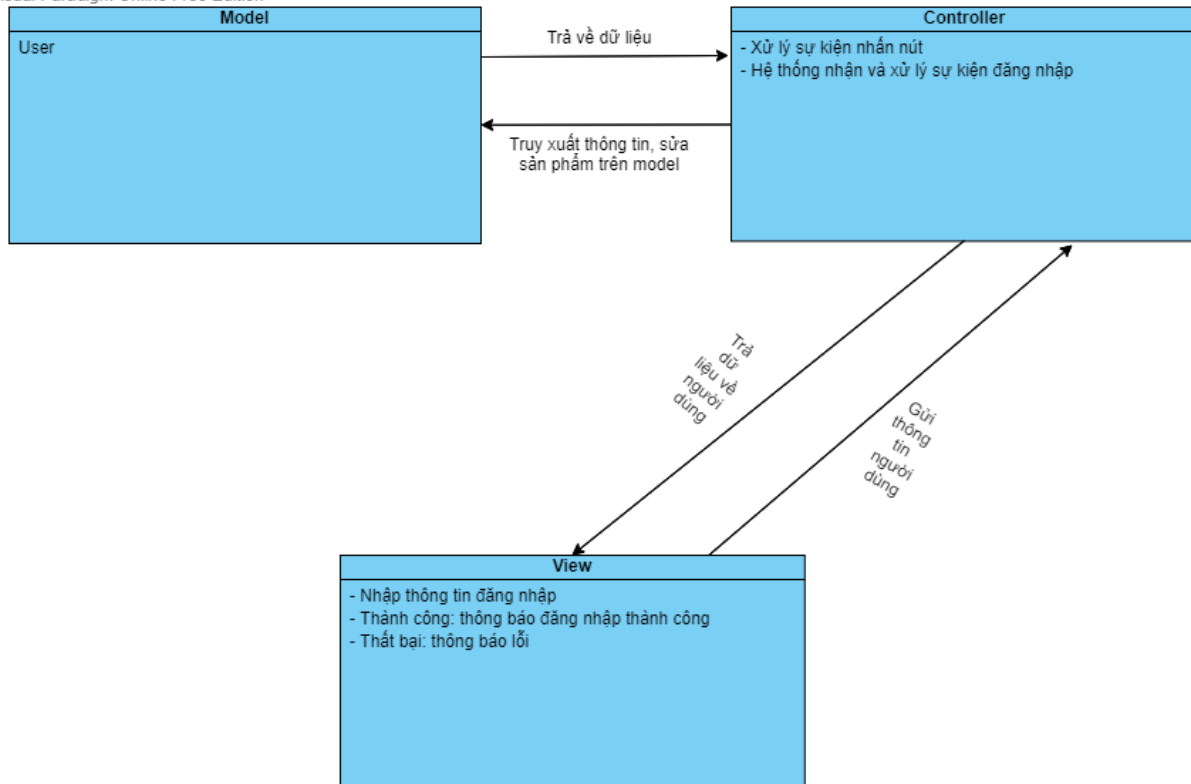 Model
User
Trả về dữ liệu
Truy xuất thông tin, sửa
sản phẩm trên model
Controller
- Xử lý sự kiện nhấn nút
- Hệ thống nhận và xử lý sự kiện đăng nhập
Trả
dữ
liệu về
người
dùng
Gửi
thông
tin
người
dùng
View
- Nhập thông tin đăng nhập
- Thành công: thông báo đăng nhập thành công
- Thất bại: thông báo lỗi